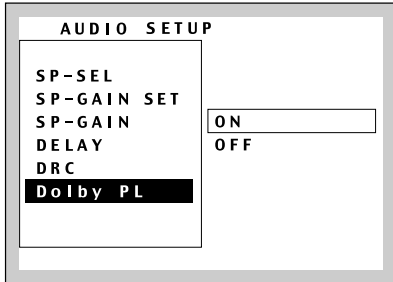 AUDIO SETUP
SP-SEL
SP-GAIN SET
SP-GAIN
DELAY
DRC
Dolby PL
ON
OFF